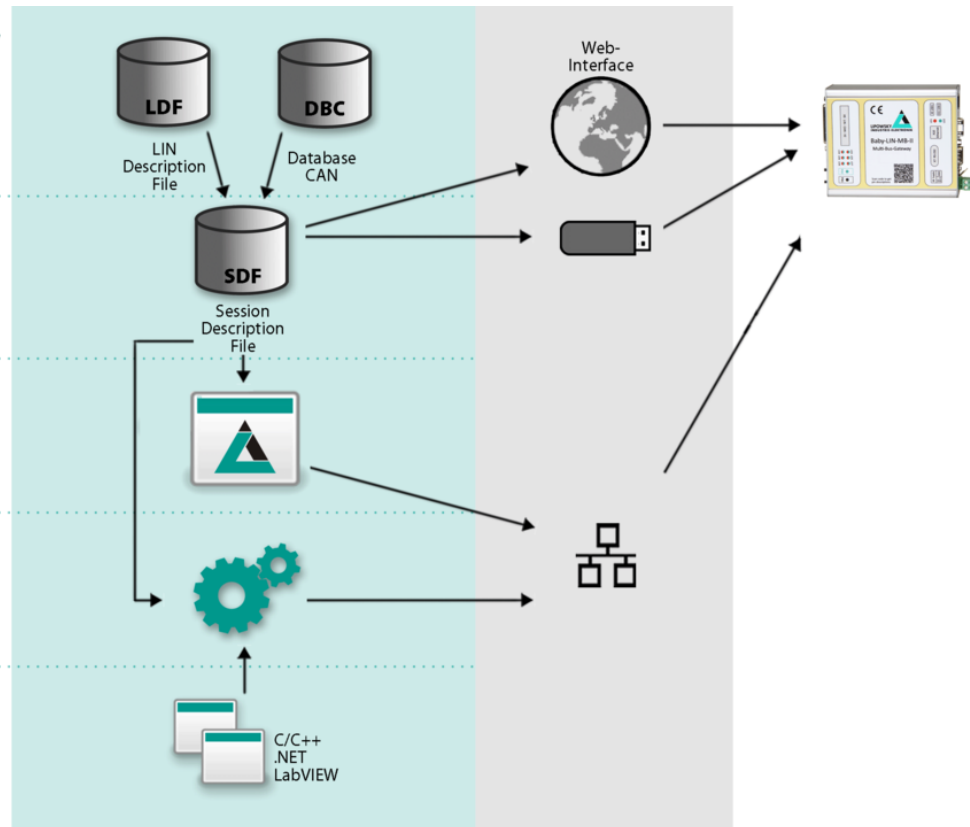 LDF
DBC
LIN
Description
File
Database
CAN
Web-
Interface
SDF
Session
Description
File
C/C++
.NET
LabVIEW
CE
Baby-LIN-MB-II
Multi Bus Gateway